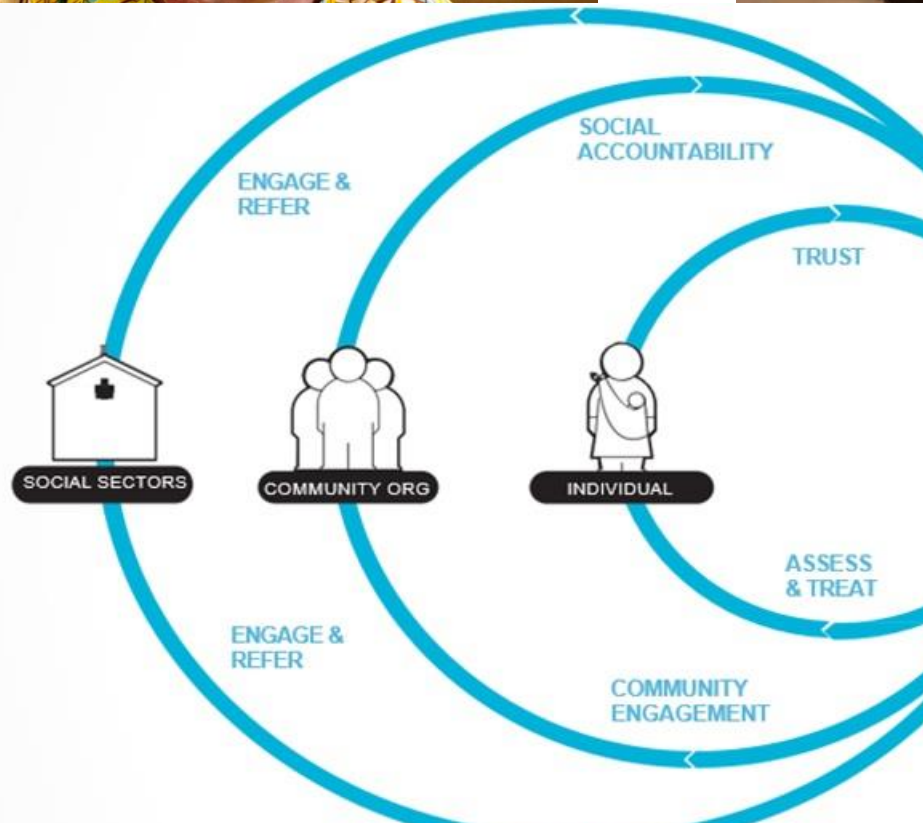 SOCIAL
ACCOUNTABILITY
ENGAGE &
REFER
TRUST
SOCIAL SECTORS
COMMUNITY ORG
INDIVIDUAL
ASSESS
& TREAT
ENGAGE &
REFER
COMMUNITY
ENGAGEMENT